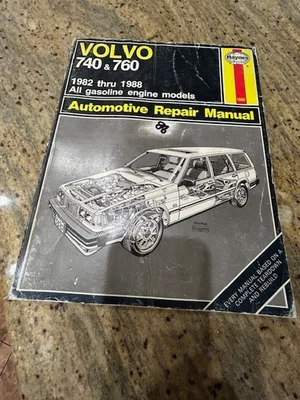 VOLVO
740 & 760
Haynes
1982 thru 1988
All gasoline engine models
Automotive Repair Manual
EVERY MANUAL BASED ON A
COMPLETE TEARDOWN
AND REBUILD